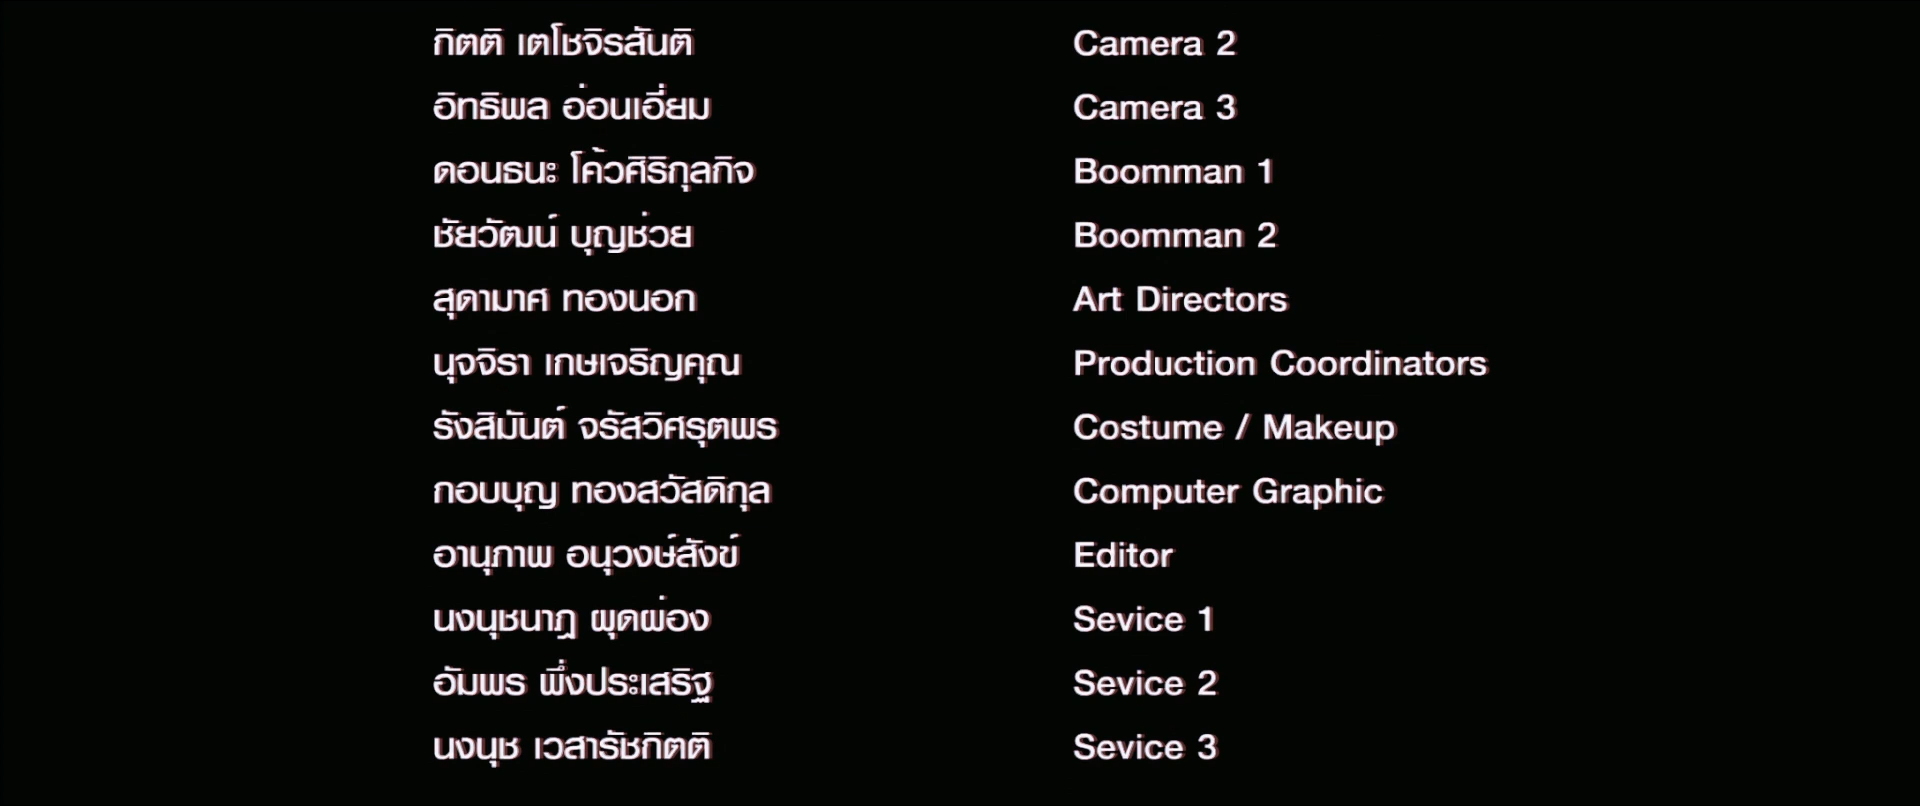 กิตติ เตโชจิรสันติ Camera 2
อิทธิพล อ่อนเอี่ยม Camera 3
ดอนธนะ โค้วศิริกุลกิจ Boomman 1
ชัยวัฒน์ บุญช่วย Boomman 2
สุดามาศ ทองนอก Art Directors
นุจจิรา เกษเจริญคุณ Production Coordinators
รังสิมันต์ จรัสวิศรุตพร Costume / Makeup
กอบบุญ ทองสวัสดิกุล Computer Graphic
อานุภาพ อนุวงษ์สังข์ Editor
นงนุชนาฏ ผุดผ่อง Sevice 1
อัมพร พึ่งประเสริฐ Sevice 2
นงนุช เวสารัชกิตติ Sevice 3